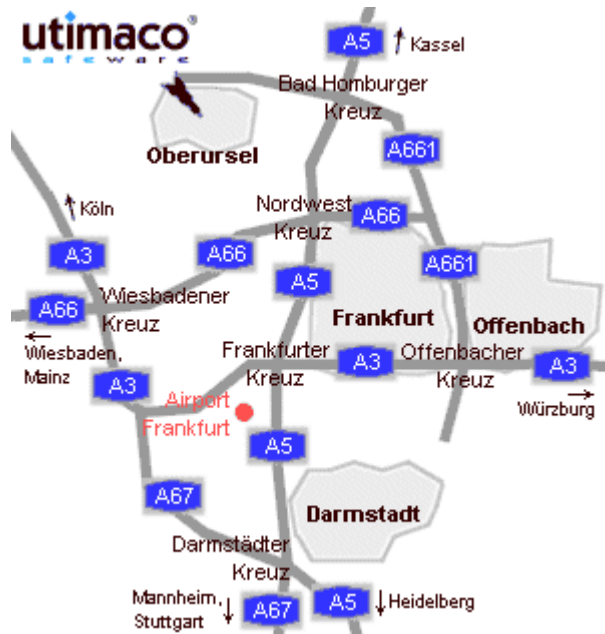 utimaco®
safeware
A5
Kassel
Bad Homburger
Kreuz
Oberursel
A661
Köln
Nordwest
Kreuz
A66
A3
A66
A661
A5
A66
Wiesbadener
Kreuz
Frankfurt
Offenbach
Wiesbaden,
Mainz
Frankfurter
Kreuz
A3
Offenbacher
Kreuz
A3
A3
Airport
Frankfurt
Würzburg
A5
A67
Darmstadt
Darmstädter
Kreuz
Mannheim,
Stuttgart
A67
A5
Heidelberg